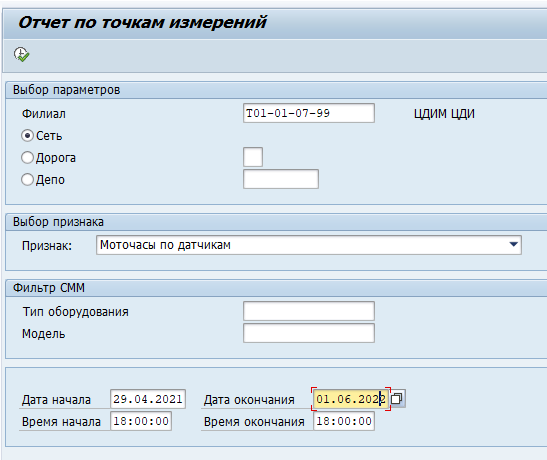 Отчет по точкам измерений
Выбор параметров
Филиал T01-01-07-99 ЦДИМ ЦДИ
Сеть
Дорога
Депо
Выбор признака
Признак: Моточасы по датчикам
Фильтр СММ
Тип оборудования
Модель
Дата начала 29.04.2021 Дата окончания 01.06.2022
Время начала 18:00:00 Время окончания 18:00:00